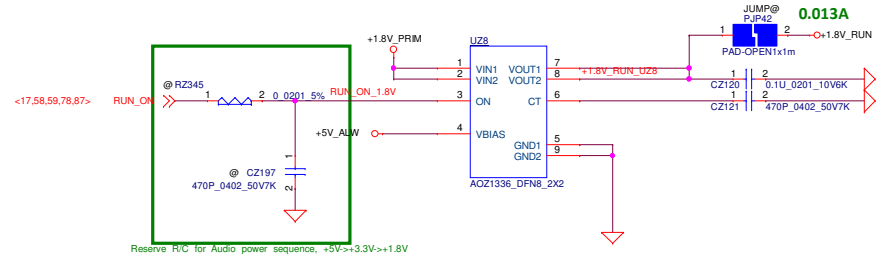 JUMP@
PJP42
0.013A
1 2
+1.8V_RUN
PAD-OPEN1x1m
+1.8V_PRIM
UZ8
1 VIN1 VOUT1 7
2 VIN2 VOUT2 8
+1.8V_RUN_UZ8
@ RZ345
<17,58,59,78,87> RUN_ON 1 2 0_0201_5% RUN_ON_1.8V 3 ON CT 6
CZ120 1 2 0.1U_0201_10V6K
CZ121 1 2 470P_0402_50V7K
+5V_ALW 4 VBIAS
GND1 5
GND2 9
1
@ CZ197
470P_0402_50V7K
2
AOZ1336_DFN8_2X2
Reserve R/C for Audio power sequence, +5V->+3.3V->+1.8V